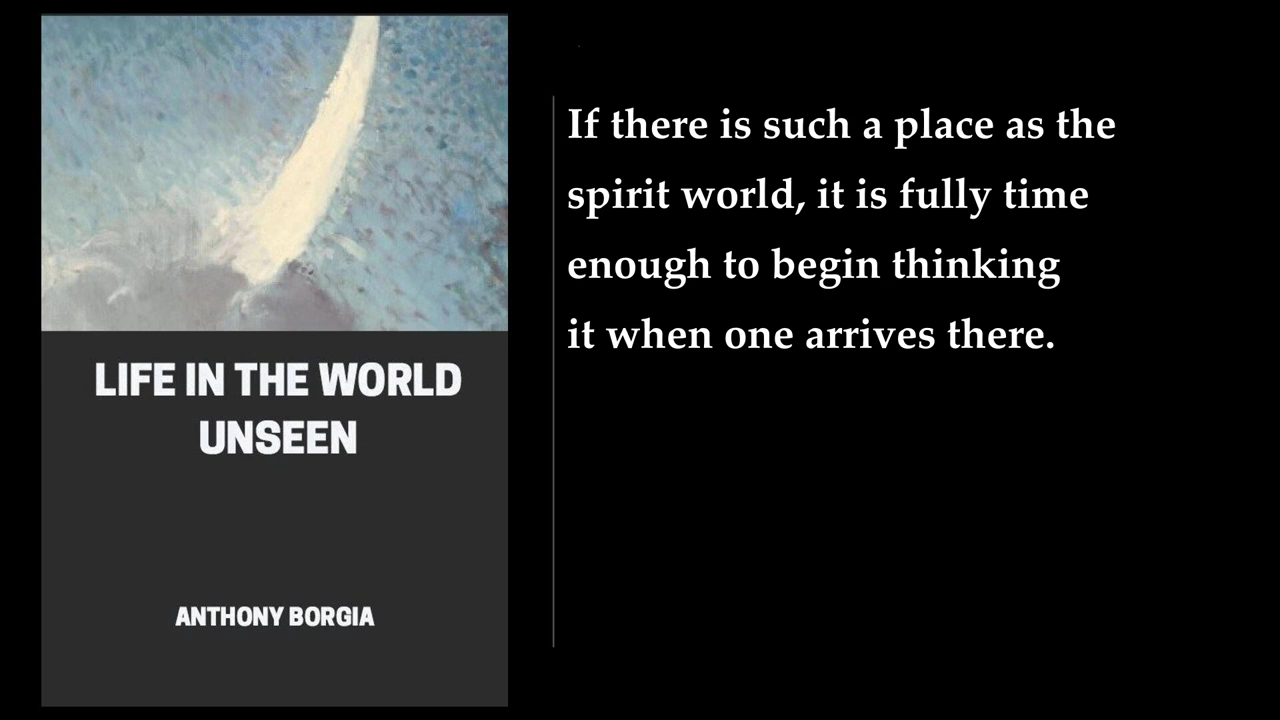 LIFE IN THE WORLD
UNSEEN
ANTHONY BORGIA
If there is such a place as the
spirit world, it is fully time
enough to begin thinking
it when one arrives there.